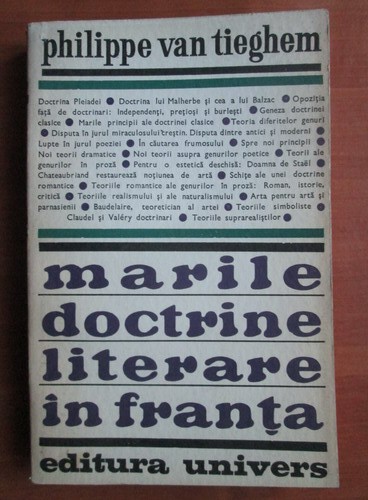 philippe van tieghem
Doctrina Pleiadei ● Doctrina lui Malherbe și cea a lui Balzac ● Opoziția
față de doctrinari: Independenți, prețioși și burlești ● Geneza doctrinei
clasice ● Marile principii ale doctrinei clasice ● Teoria diferitelor genuri
● Disputa în jurul miraculosului creștin. Disputa dintre antici și moderni ●
Lupte în jurul poeziei ● În căutarea frumosului ● Spre noi principii ●
Noi teorii dramatice ● Noi teorii asupra genurilor poetice ● Teorii ale
genurilor în proză ● Pentru o estetică deschisă: Doamna de Staël ●
Chateaubriand restaurează noțiunea de artă ● Schițe ale unei doctrine
romantice ● Teoriile romantice ale genurilor în proză: Roman, istorie,
critică ● Teoriile realismului și ale naturalismului ● Arta pentru artă și
parnasienii ● Baudelaire, teoretician al artei ● Teoriile simboliste ●
Claudel și Valéry doctrinari ● Teoriile suprarealiștilor ●
marile
doctrine
literare
în franța
editura univers